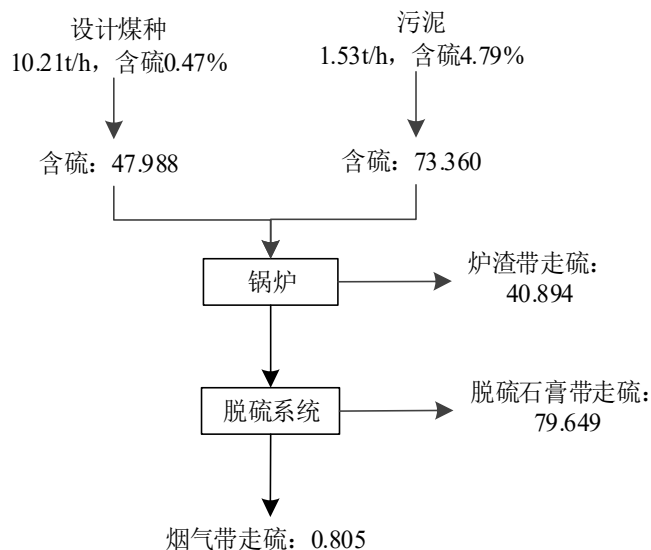 设计煤种
10.21t/h，含硫0.47%
污泥
1.53t/h，含硫4.79%
含硫：47.988
含硫：73.360
锅炉
炉渣带走硫：
40.894
脱硫系统
脱硫石膏带走硫：
79.649
烟气带走硫：0.805